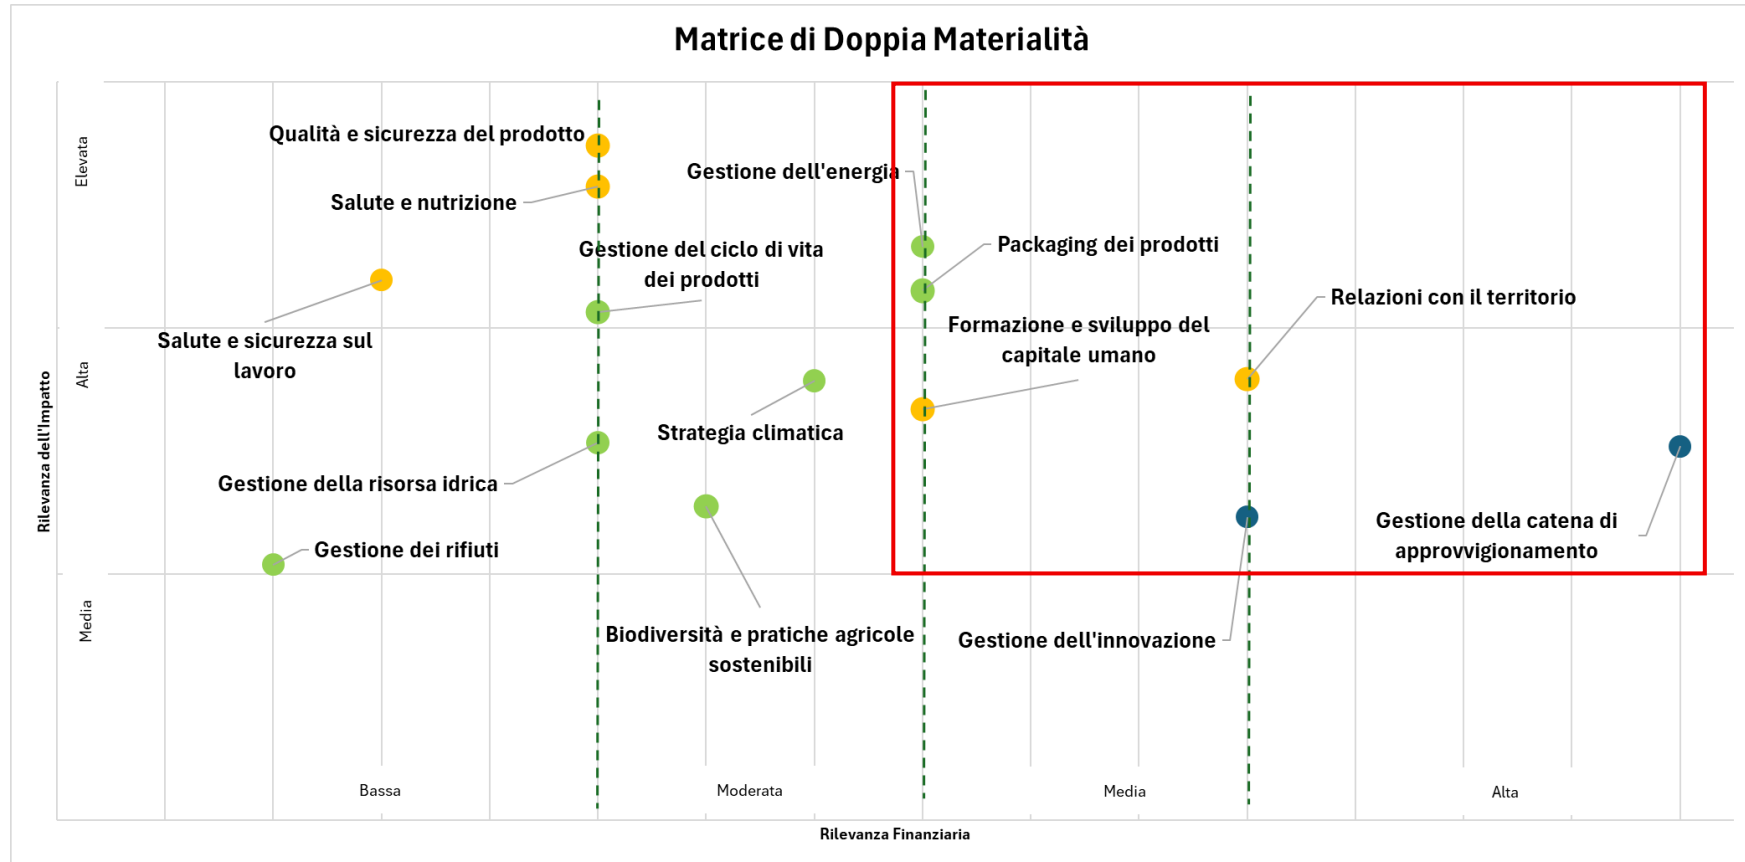 Matrice di Doppia Materialità
Elevata
Alta
Media
Rilevanza dell'Impatto
Qualità e sicurezza del prodotto
Gestione dell'energia
Salute e nutrizione
Gestione del ciclo di vita
dei prodotti
Packaging dei prodotti
Relazioni con il territorio
Salute e sicurezza sul
lavoro
Formazione e sviluppo del
capitale umano
Strategia climatica
Gestione della risorsa idrica
Gestione della catena di
approvvigionamento
Gestione dei rifiuti
Biodiversità e pratiche agricole
sostenibili
Gestione dell'innovazione
Bassa
Moderata
Media
Alta
Rilevanza Finanziaria